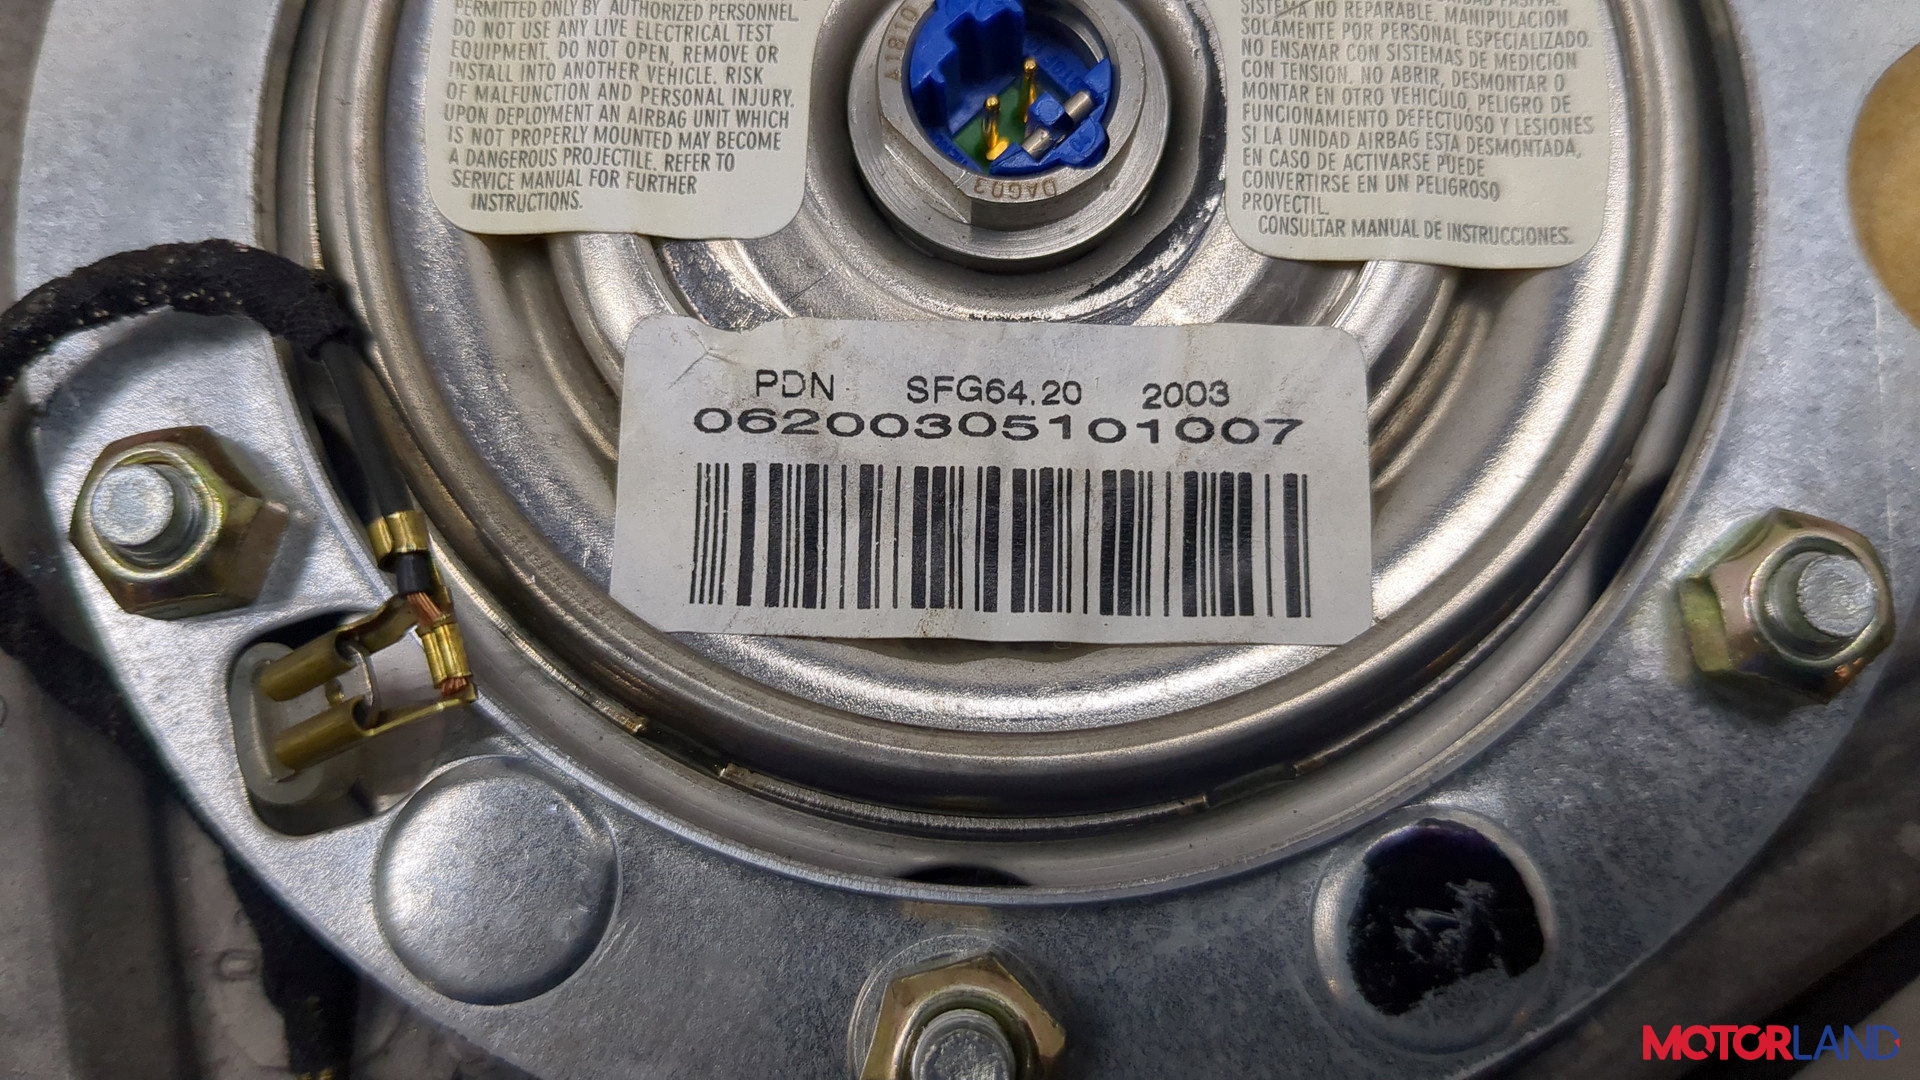 PERMITTED ONLY BY AUTHORIZED PERSONNEL.
DO NOT USE ANY LIVE ELECTRICAL TEST
EQUIPMENT. DO NOT OPEN, REMOVE OR
INSTALL INTO ANOTHER VEHICLE. RISK
OF MALFUNCTION AND PERSONAL INJURY.
UPON DEPLOYMENT AN AIRBAG UNIT WHICH
IS NOT PROPERLY MOUNTED MAY BECOME
A DANGEROUS PROJECTILE. REFER TO
SERVICE MANUAL FOR FURTHER
INSTRUCTIONS.
DAG03
SISTEMA NO REPARABLE. MANIPULACION
SOLAMENTE POR PERSONAL ESPECIALIZADO.
NO ENSAYAR CON SISTEMAS DE MEDICION
CON TENSION. NO ABRIR, DESMONTAR O
MONTAR EN OTRO VEHICULO, PELIGRO DE
FUNCIONAMIENTO DEFECTUOSO Y LESIONES
SI LA UNIDAD AIRBAG ESTA DESMONTADA,
EN CASO DE ACTIVARSE PUEDE
CONVERTIRSE EN UN PELIGROSO
PROYECTIL.
CONSULTAR MANUAL DE INSTRUCCIONES.
PDN SFG64.20 2003
06200305101007
MOTORLAND